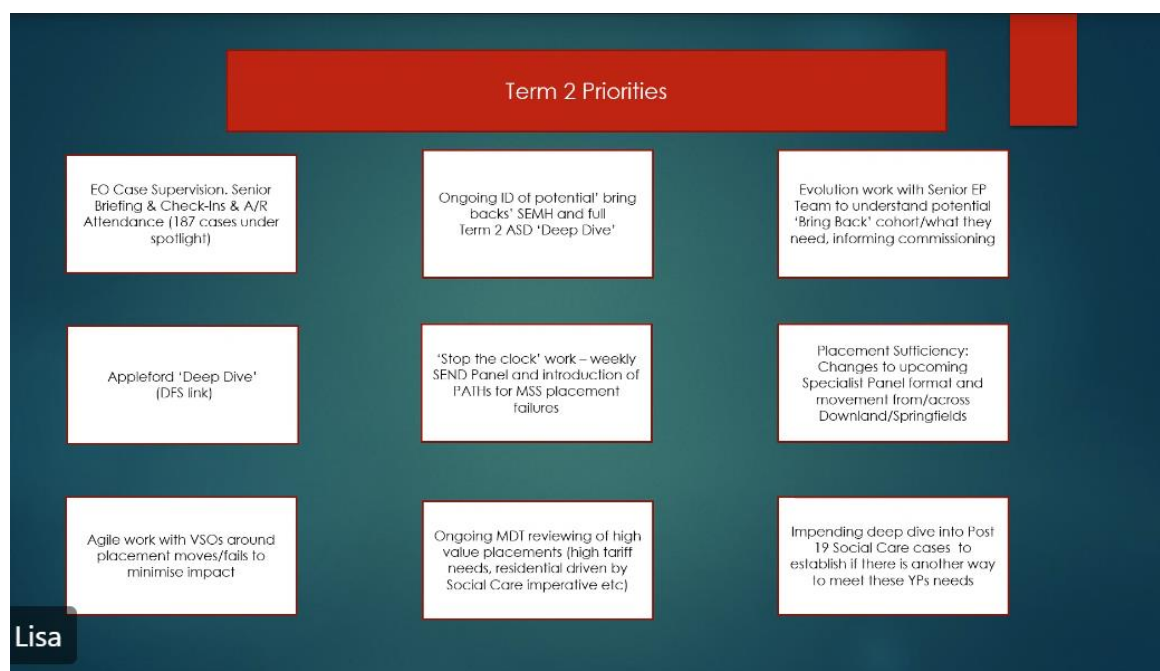 Term 2 Priorities
EO Case Supervision. Senior
Briefing & Check-Ins & A/R
Attendance (187 cases under
spotlight)
Ongoing ID of potential' bring
backs' SEMH and full
Term 2 ASD 'Deep Dive'
Evolution work with Senior EP
Team to understand potential
'Bring Back' cohort/what they
need, informing commissioning
Appleford 'Deep Dive'
(DFS link)
'Stop the clock' work – weekly
SEND Panel and introduction of
PATHs for MSS placement
failures
Placement Sufficiency:
Changes to upcoming
Specialist Panel format and
movement from/across
Downland/Springfields
Agile work with VSOs around
placement moves/fails to
minimise impact
Ongoing MDT reviewing of high
value placements (high tariff
needs, residential driven by
Social Care imperative etc)
Impending deep dive into Post
19 Social Care cases to
establish if there is another way
to meet these YPs needs
Lisa